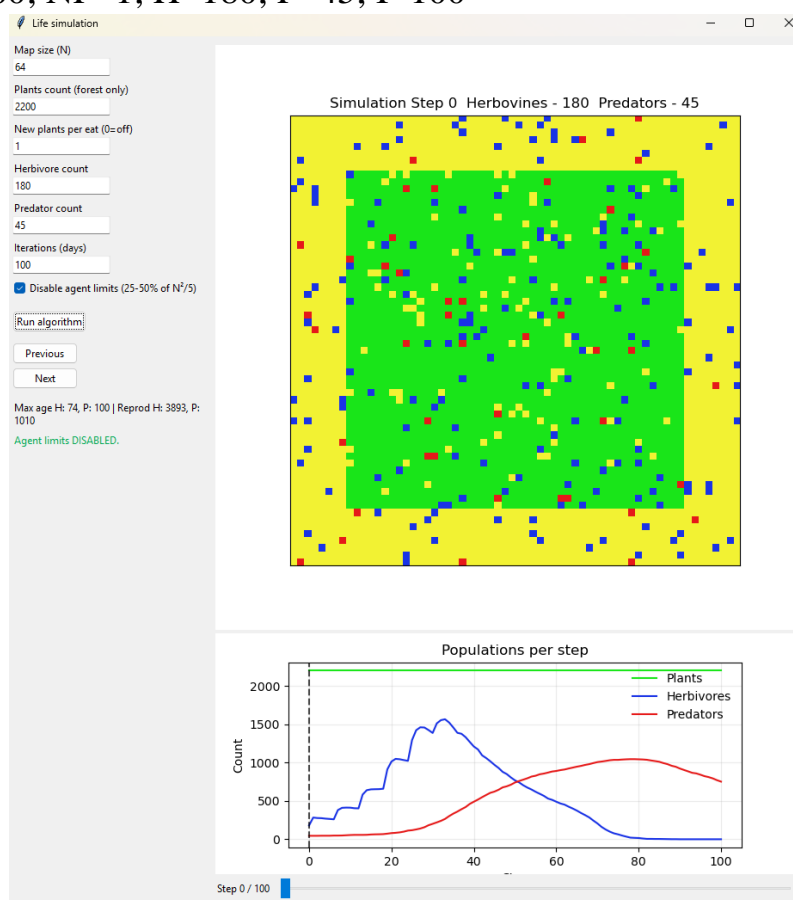 Life simulation
Map size (N)
64
Plants count (forest only)
2200
New plants per eat (0=off)
1
Herbivore count
180
Predator count
45
Iterations (days)
100
Disable agent limits (25-50% of N²/5)
Run algorithm
Previous
Next
Max age H: 74, P: 100 | Reprod H: 3893, P:
1010
Agent limits DISABLED.
Simulation Step 0 Herbovines - 180 Predators - 45
Populations per step
Plants
Herbivores
Predators
Count
2000
1500
1000
500
0
0 20 40 60 80 100
Step 0 / 100